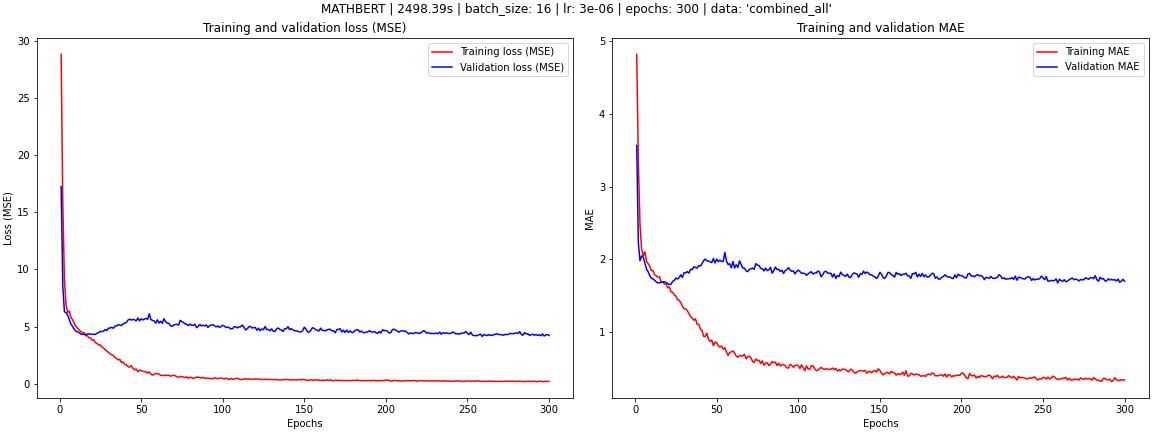 MATHBERT | 2498.39s | batch_size: 16 | lr: 3e-06 | epochs: 300 | data: 'combined_all'
Training and validation loss (MSE)
Training loss (MSE)
Validation loss (MSE)
30
25
20
15
10
5
0
Loss (MSE)
0 50 100 150 200 250 300
Epochs
Training and validation MAE
Training MAE
Validation MAE
5
4
3
2
1
MAE
0 50 100 150 200 250 300
Epochs